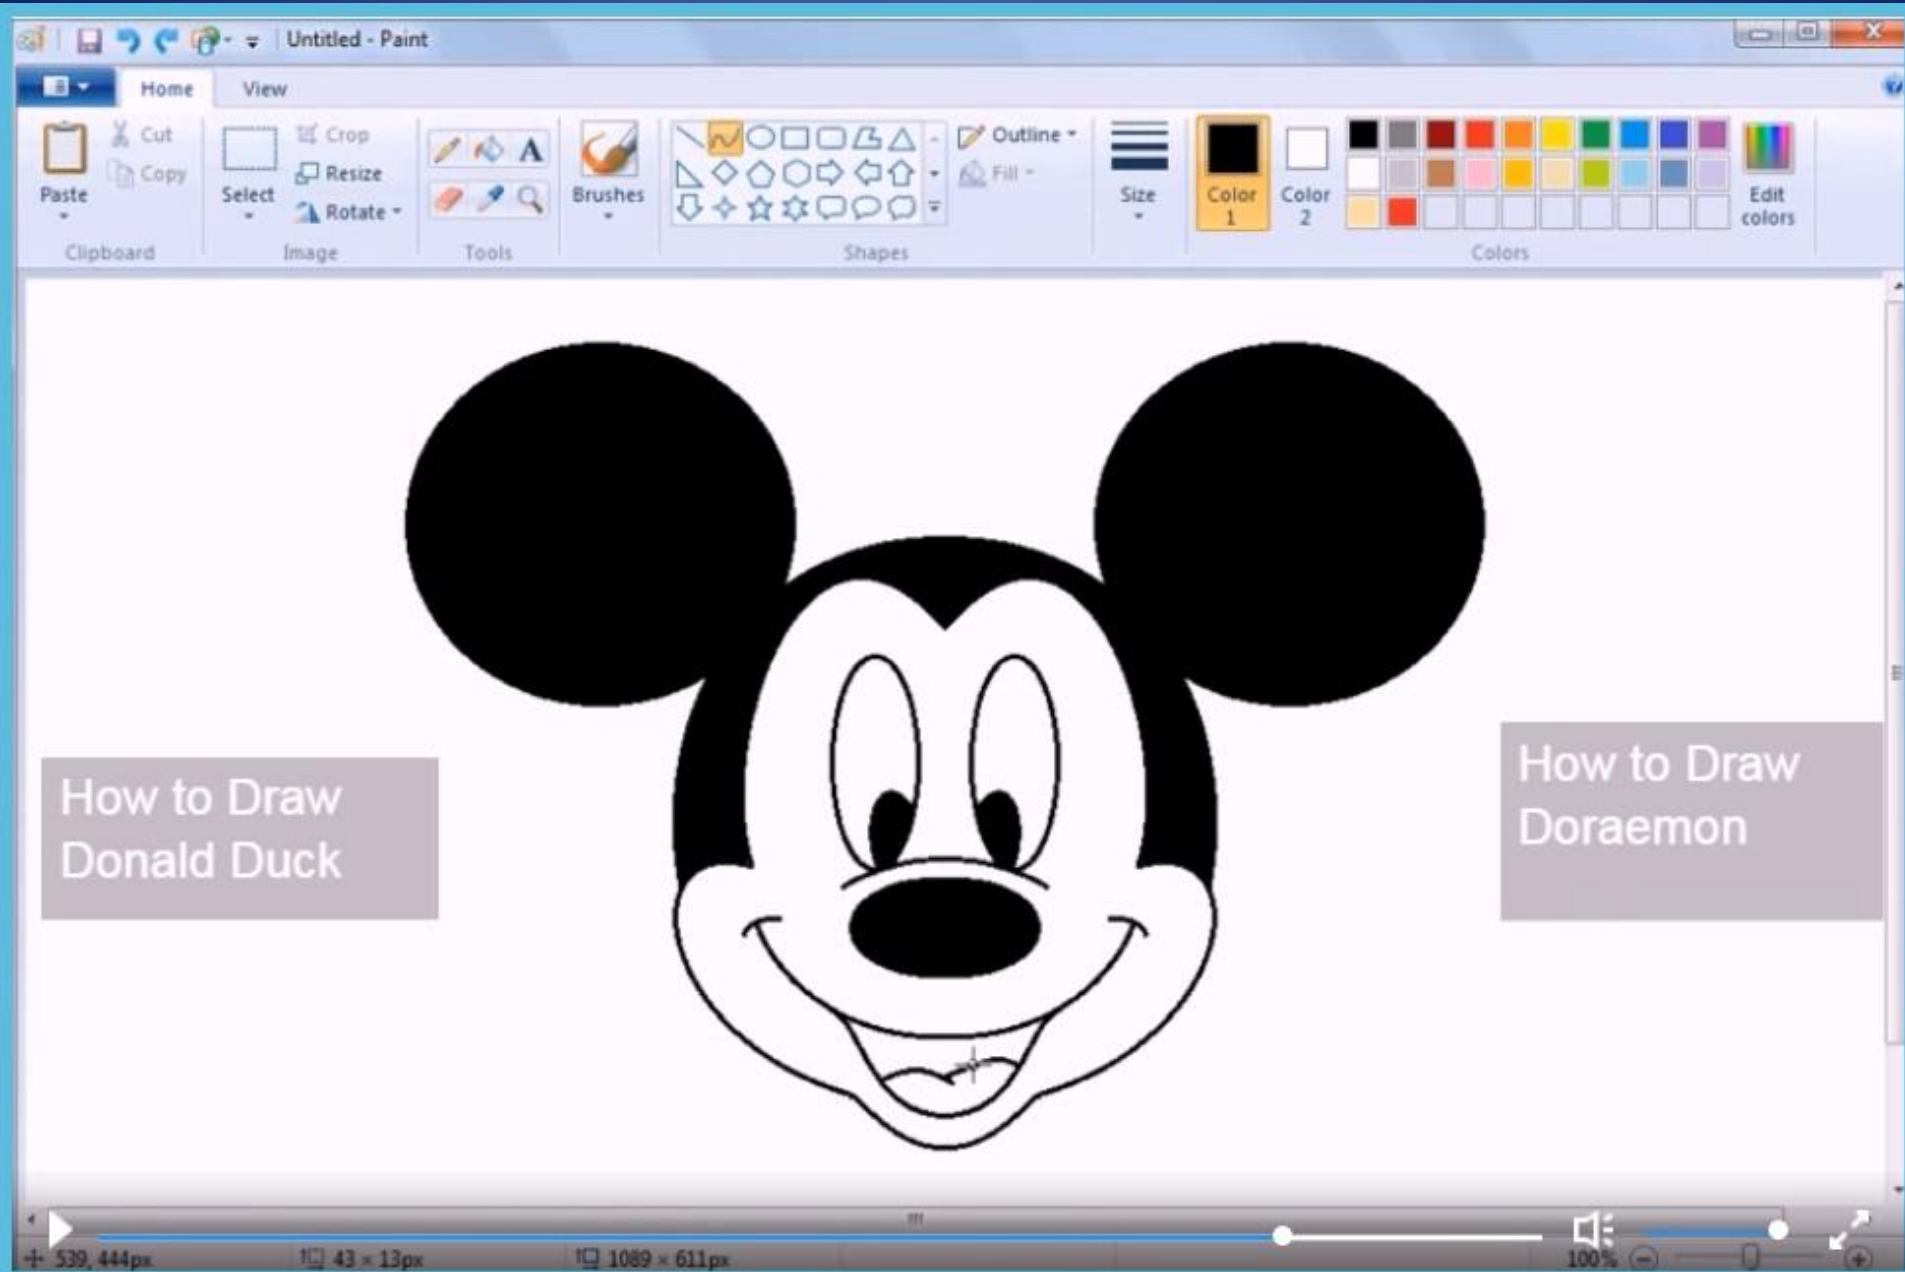 Untitled - Paint
Home View
Cut
Copy
Paste
Clipboard
Crop
Resize
Rotate
Select
Image
A
Tools
Brushes
Outline
Fill
Shapes
Size
Color 1
Color 2
Edit colors
Colors
How to Draw
Donald Duck
How to Draw
Doraemon
539, 444px 43 × 13px 1089 × 611px 100%